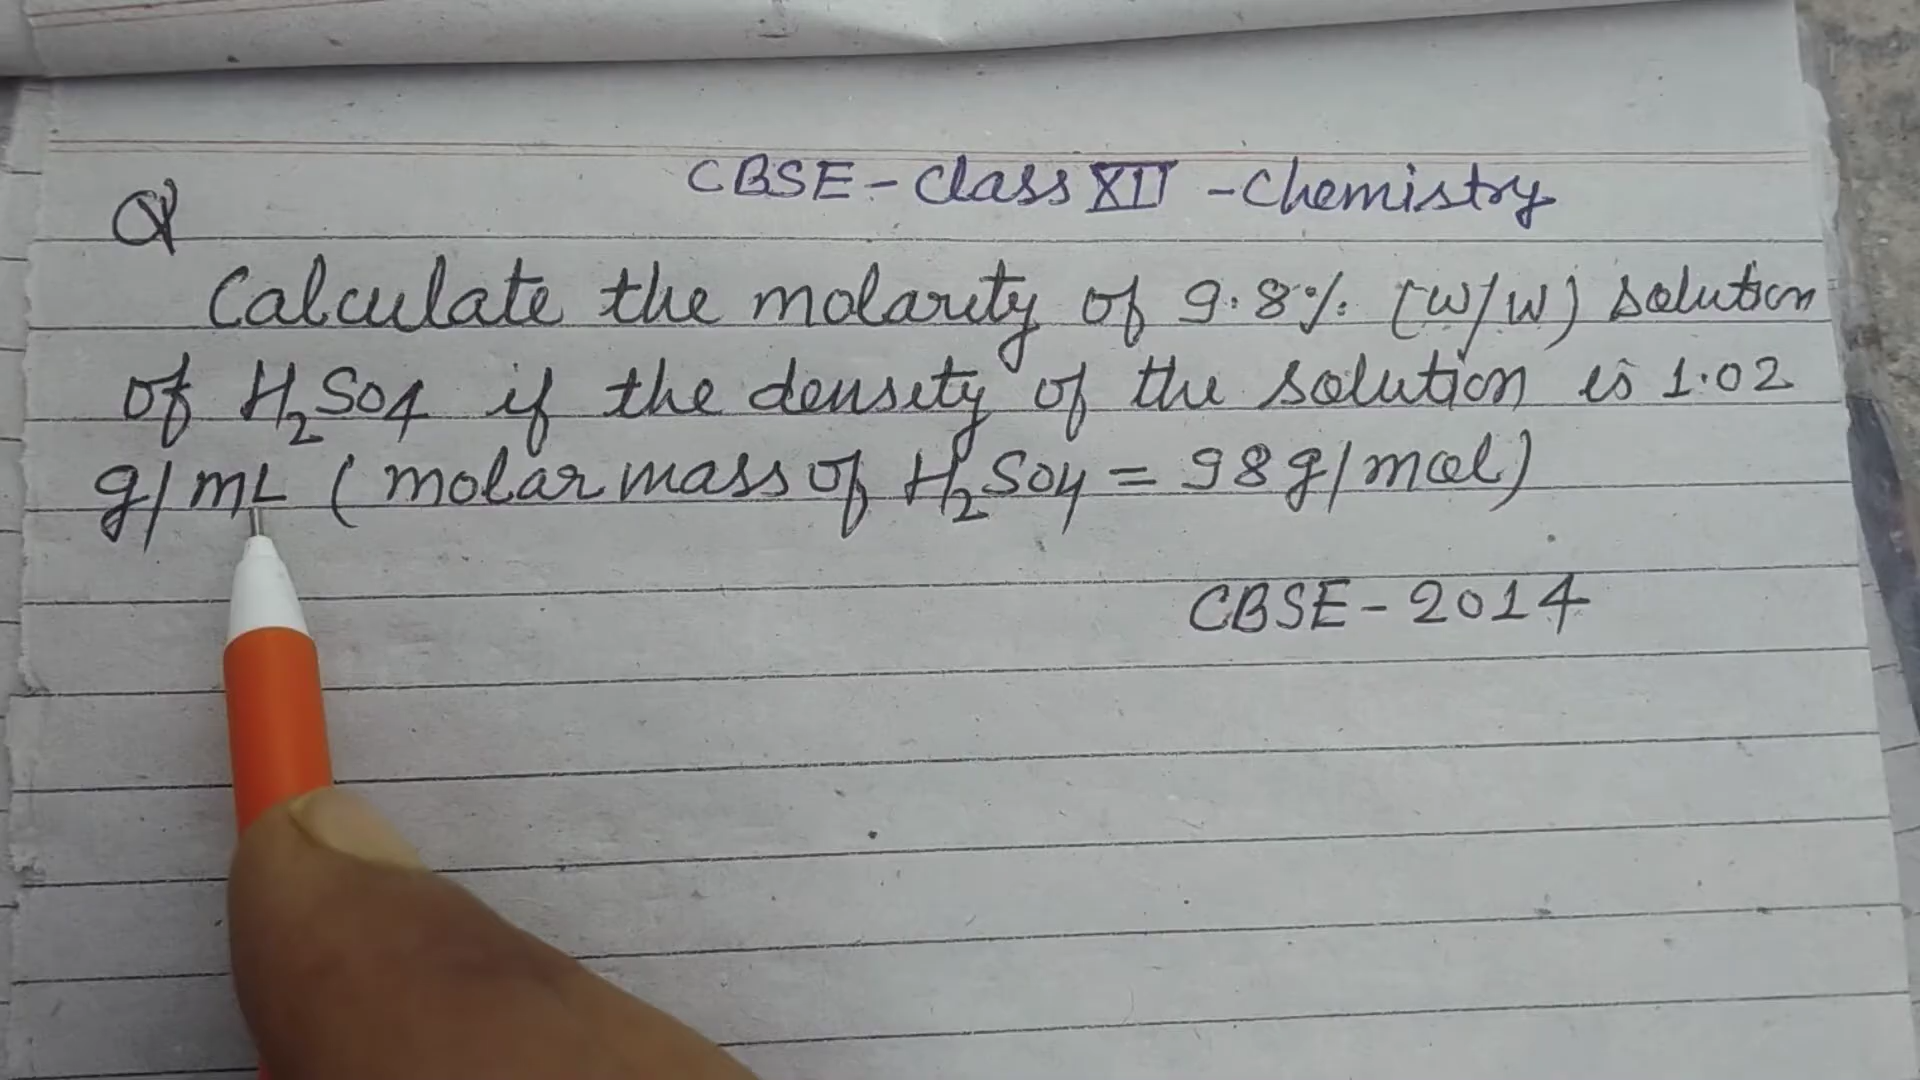 CBSE - Class XII - Chemistry
Q
Calculate the molarity of 9.8% (w/w) solution
of H₂SO4 if the density of the solution is 1.02
g/mL (molar mass of H₂SO4 = 98g/mol)
CBSE - 2014